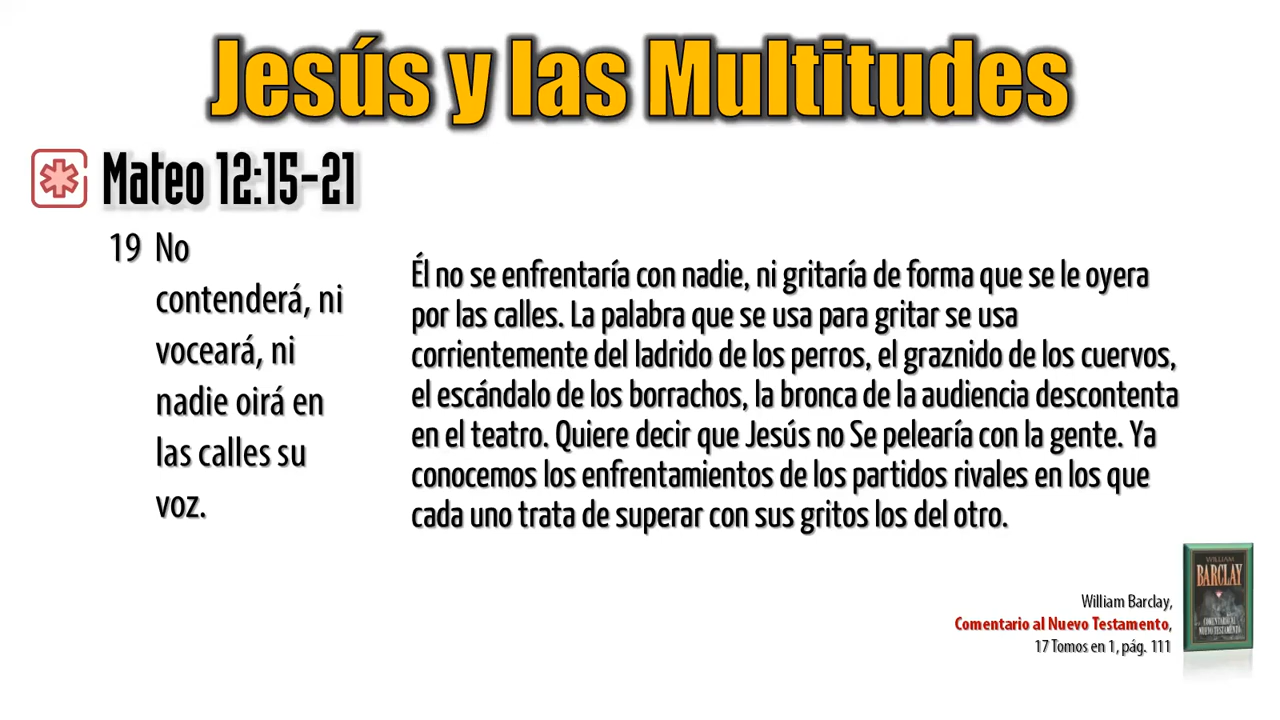 Jesús y las Multitudes
Mateo 12:15-21
19 No
contenderá, ni
voceará, ni
nadie oirá en
las calles su
voz.
Él no se enfrentaría con nadie, ni gritaría de forma que se le oyera
por las calles. La palabra que se usa para gritar se usa
corrientemente del ladrido de los perros, el graznido de los cuervos,
el escándalo de los borrachos, la bronca de la audiencia descontenta
en el teatro. Quiere decir que Jesús no Se pelearía con la gente. Ya
conocemos los enfrentamientos de los partidos rivales en los que
cada uno trata de superar con sus gritos los del otro.
William Barclay,
Comentario al Nuevo Testamento,
17 Tomos en 1, pág. 111
WILLIAM
BARCLAY
COMENTARIO AL
NUEVO TESTAMENTO